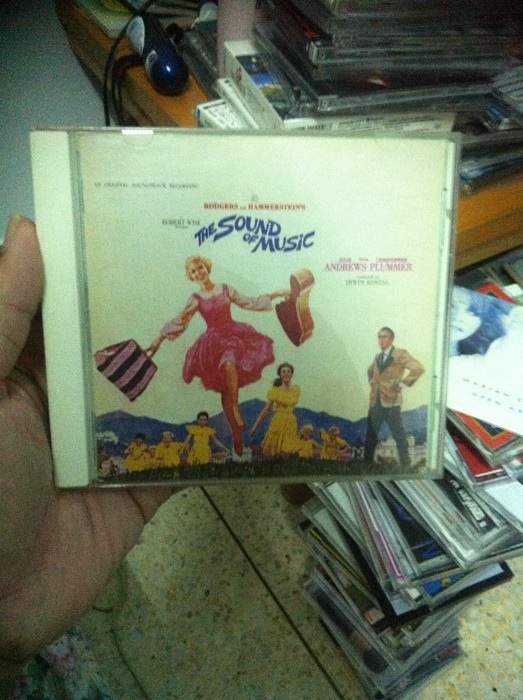 AN ORIGINAL SOUNDTRACK RECORDING
RODGERS AND HAMMERSTEIN'S
ROBERT WISE
THE SOUND
OF MUSIC
JULIE CHRISTOPHER
ANDREWS·PLUMMER
IRWIN KOSTAL